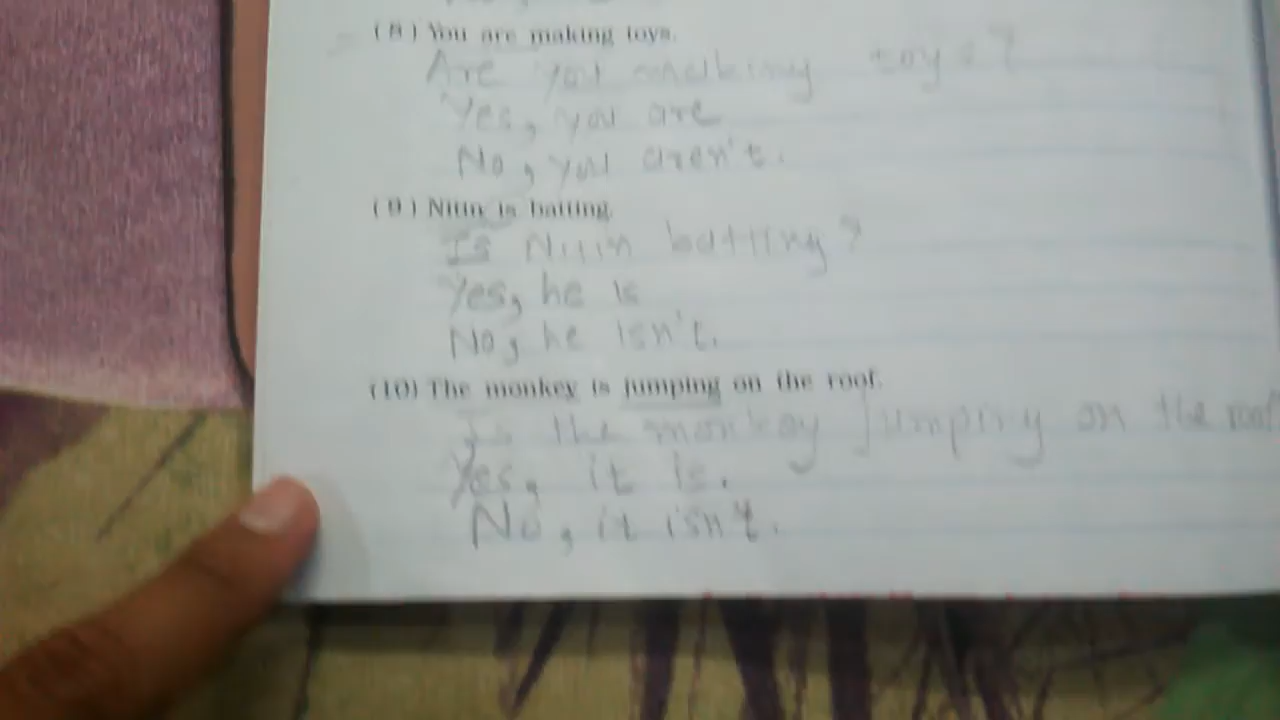 (8) You are making toys.
Are you making toys?
Yes, you are
No, you aren't.
(9) Nitin is batting.
Is Nitin batting?
Yes, he is
No, he isn't.
(10) The monkey is jumping on the roof.
Is the monkey jumping on the roof
Yes, it is.
No, it isn't.